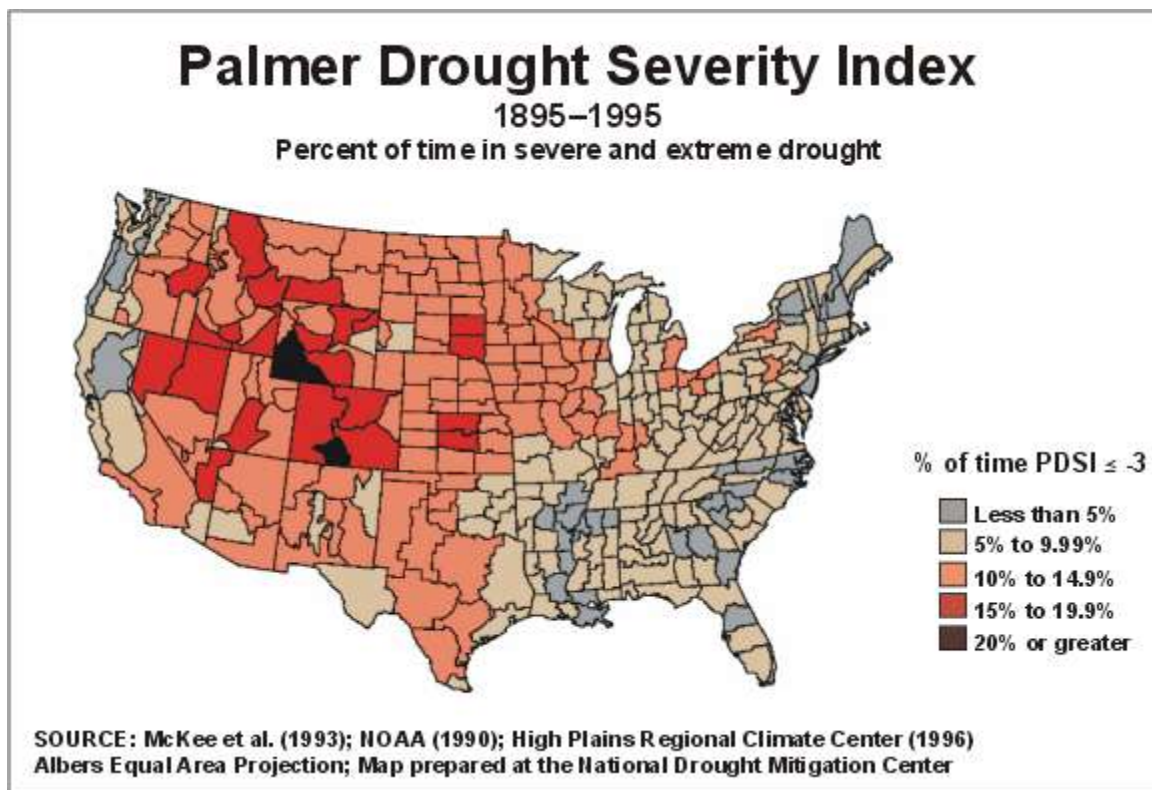 Palmer Drought Severity Index
1895–1995
Percent of time in severe and extreme drought
% of time PDSI ≤ -3
Less than 5%
5% to 9.99%
10% to 14.9%
15% to 19.9%
20% or greater
SOURCE: McKee et al. (1993); NOAA (1990); High Plains Regional Climate Center (1996)
Albers Equal Area Projection; Map prepared at the National Drought Mitigation Center